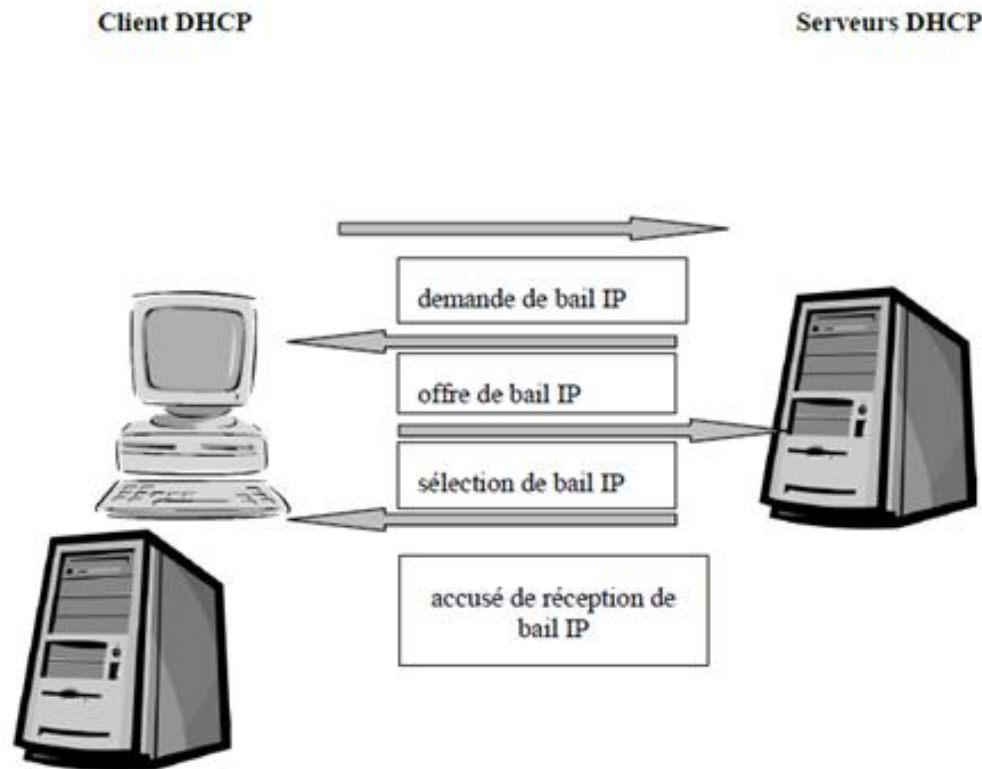 Client DHCP
Serveurs DHCP
demande de bail IP
offre de bail IP
sélection de bail IP
accusé de réception de
bail IP